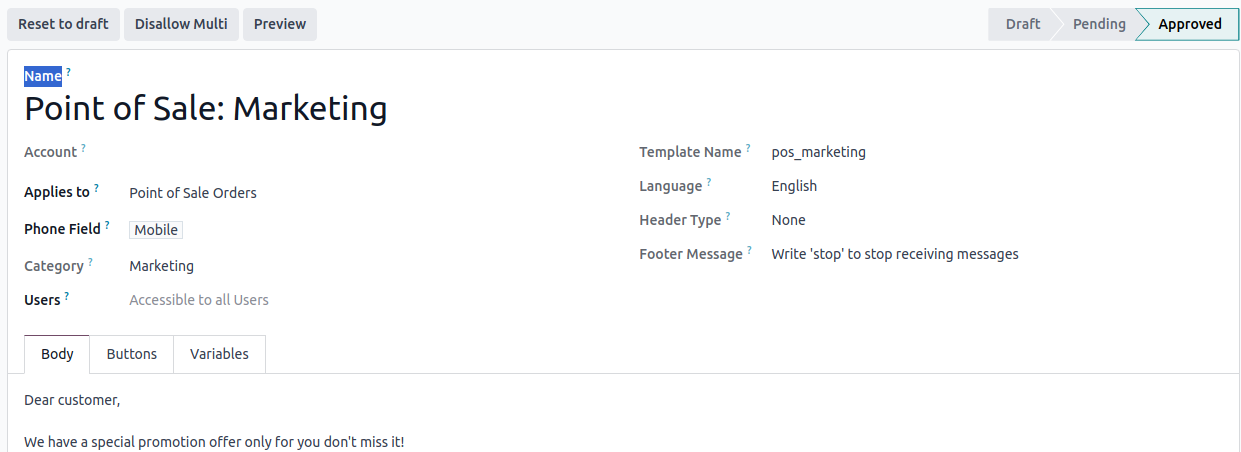 Reset to draft Disallow Multi Preview Draft Pending Approved
Name ?
Point of Sale: Marketing
Account ?
Applies to ? Point of Sale Orders
Phone Field ? Mobile
Category ? Marketing
Users ? Accessible to all Users
Template Name ? pos_marketing
Language ? English
Header Type ? None
Footer Message ? Write 'stop' to stop receiving messages
Body Buttons Variables
Dear customer,
We have a special promotion offer only for you don't miss it!